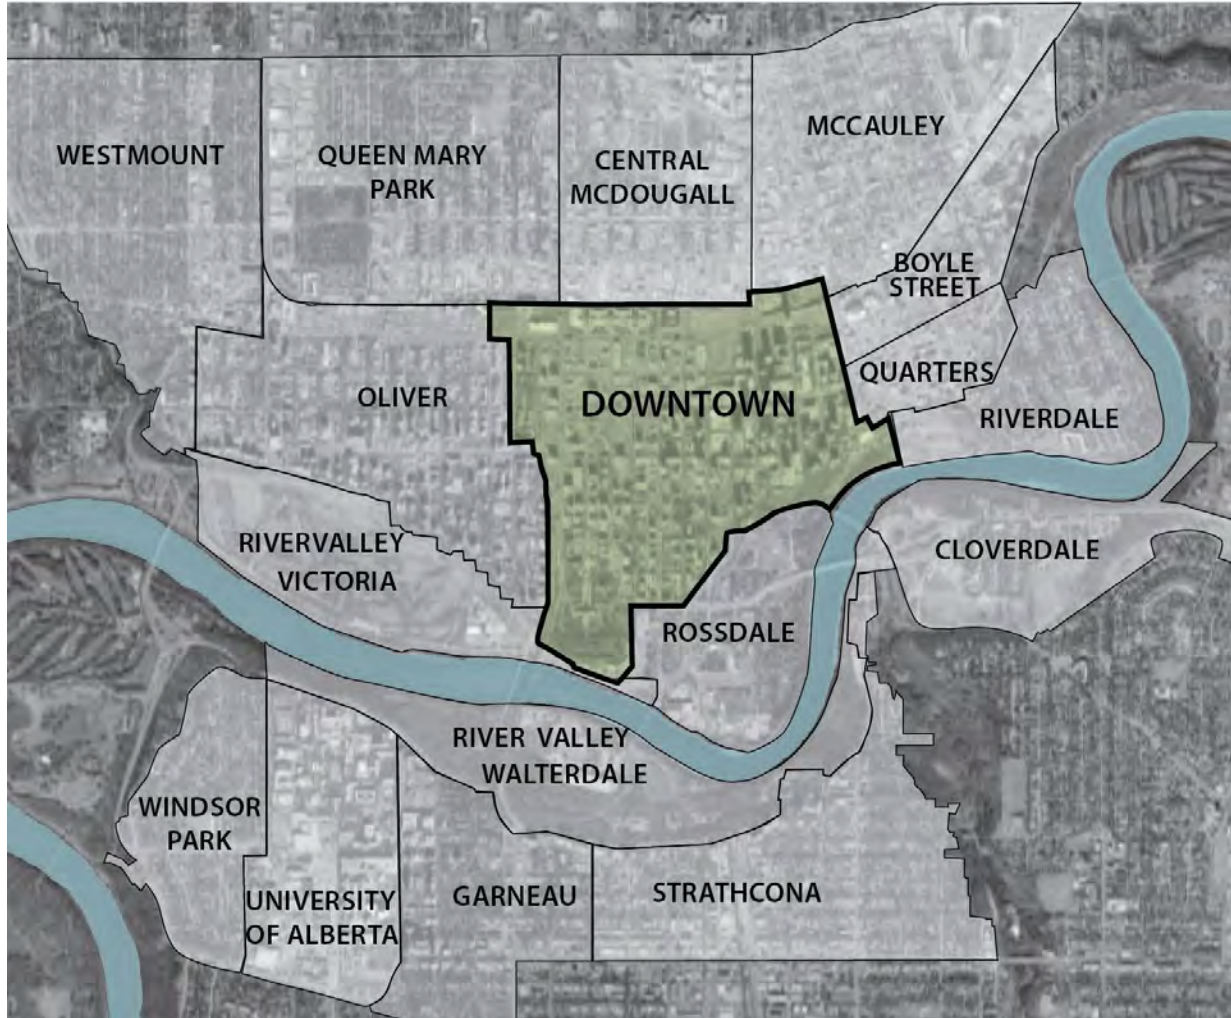 WESTMOUNT
QUEEN MARY
PARK
CENTRAL
MCDOUGALL
MCCAULEY
BOYLE
STREET
QUARTERS
RIVERDALE
OLIVER
DOWNTOWN
RIVERVALLEY
VICTORIA
ROSSDALE
CLOVERDALE
RIVER VALLEY
WALTERDALE
WINDSOR
PARK
UNIVERSITY
OF ALBERTA
GARNEAU
STRATHCONA